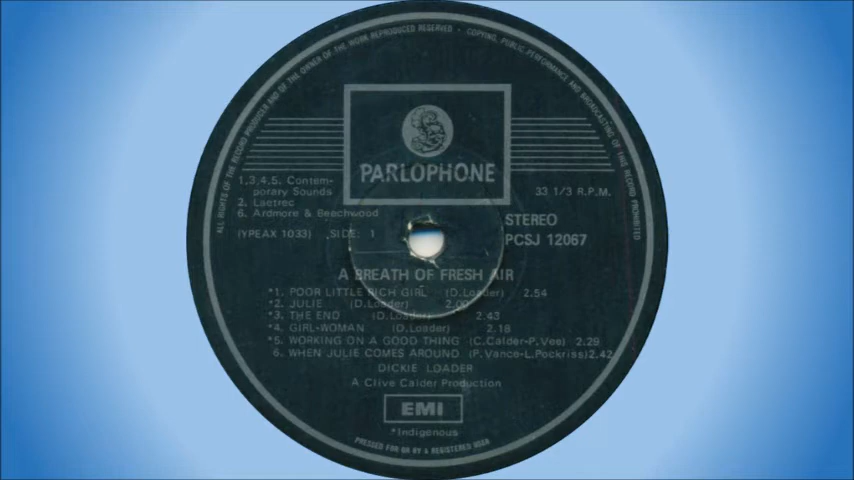 ALL RIGHTS OF THE RECORD PRODUCER AND OF THE OWNER OF THE WORK REPRODUCED RESERVED - COPYING, PUBLIC PERFORMANCE AND BROADCASTING OF THIS RECORD PROHIBITED
PARLOPHONE
1,3,4,5. Contem-
porary Sounds
2. Laetrec
6. Ardmore & Beechwood
33 1/3 R.P.M.
STEREO
(YPEAX 1033) SIDE: 1
PCSJ 12067
A BREATH OF FRESH AIR
*1. POOR LITTLE RICH GIRL (D.Loader) 2.54
*2. JULIE (D.Loader)
*3. THE END (D.Loader) 2.43
*4. GIRL-WOMAN (D.Loader) 2.18
*5. WORKING ON A GOOD THING (C.Calder-P.Vee) 2.29
6. WHEN JULIE COMES AROUND (P.Vance-L.Pockriss) 2.42
DICKIE LOADER
A Clive Calder Production
EMI
*Indigenous
PRESSED FOR OR BY A REGISTERED USER